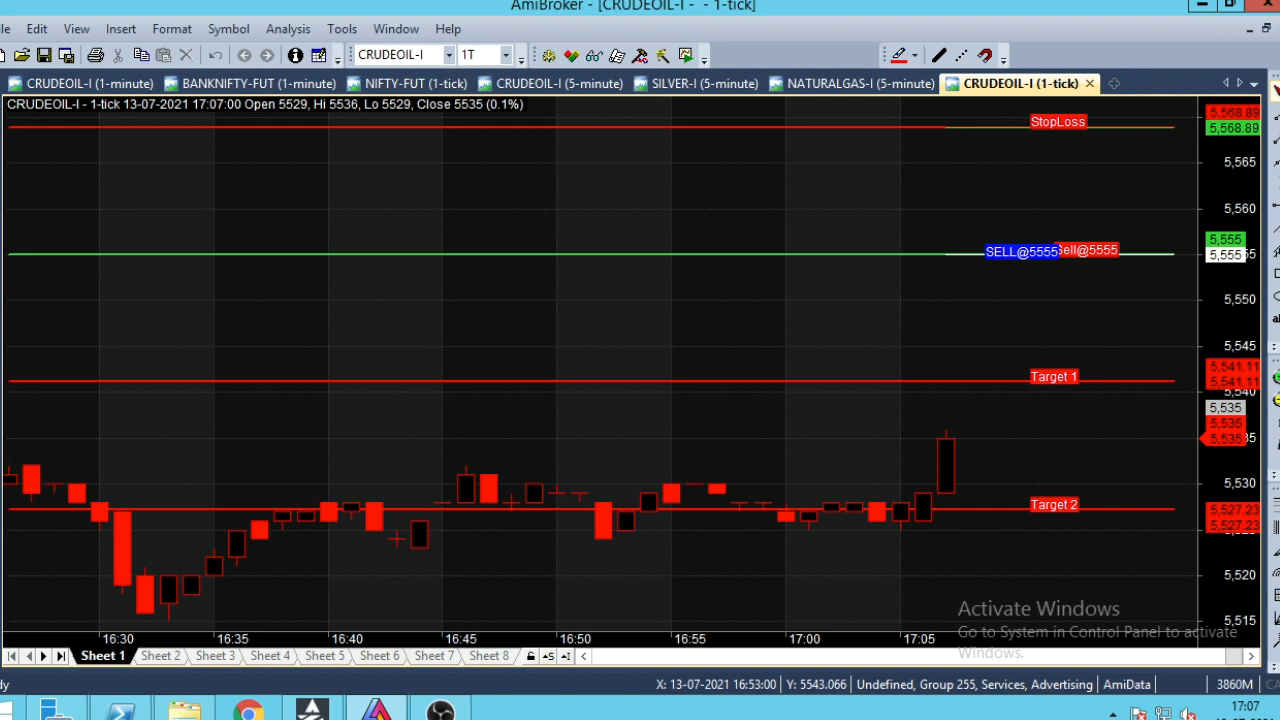 AmiBroker - [CRUDEOIL-I - - 1-tick]
Edit View Insert Format Symbol Analysis Tools Window Help
CRUDEOIL-I 1T
CRUDEOIL-I (1-minute) BANKNIFTY-FUT (1-minute) NIFTY-FUT (1-tick) CRUDEOIL-I (5-minute) SILVER-I (5-minute) NATURALGAS-I (5-minute) CRUDEOIL-I (1-tick)
CRUDEOIL-I - 1-tick 13-07-2021 17:07:00 Open 5529, Hi 5536, Lo 5529, Close 5535 (0.1%)
5,568.89
StopLoss
5,568.89
5,565
5,560
5,555
SELL@5555 Sell@5555
5,555
5,550
5,545
5,541.11
Target 1
5,541.11
5,540
5,535
5,535
5,535
5,530
Target 2
5,527.23
5,527.23
5,520
5,515
Activate Windows
Go to System in Control Panel to activate
Windows.
16:30 16:35 16:40 16:45 16:50 16:55 17:00 17:05
Sheet 1 Sheet 2 Sheet 3 Sheet 4 Sheet 5 Sheet 6 Sheet 7 Sheet 8
X: 13-07-2021 16:53:00 Y: 5543.066 Undefined, Group 255, Services, Advertising AmiData 3860M
17:07